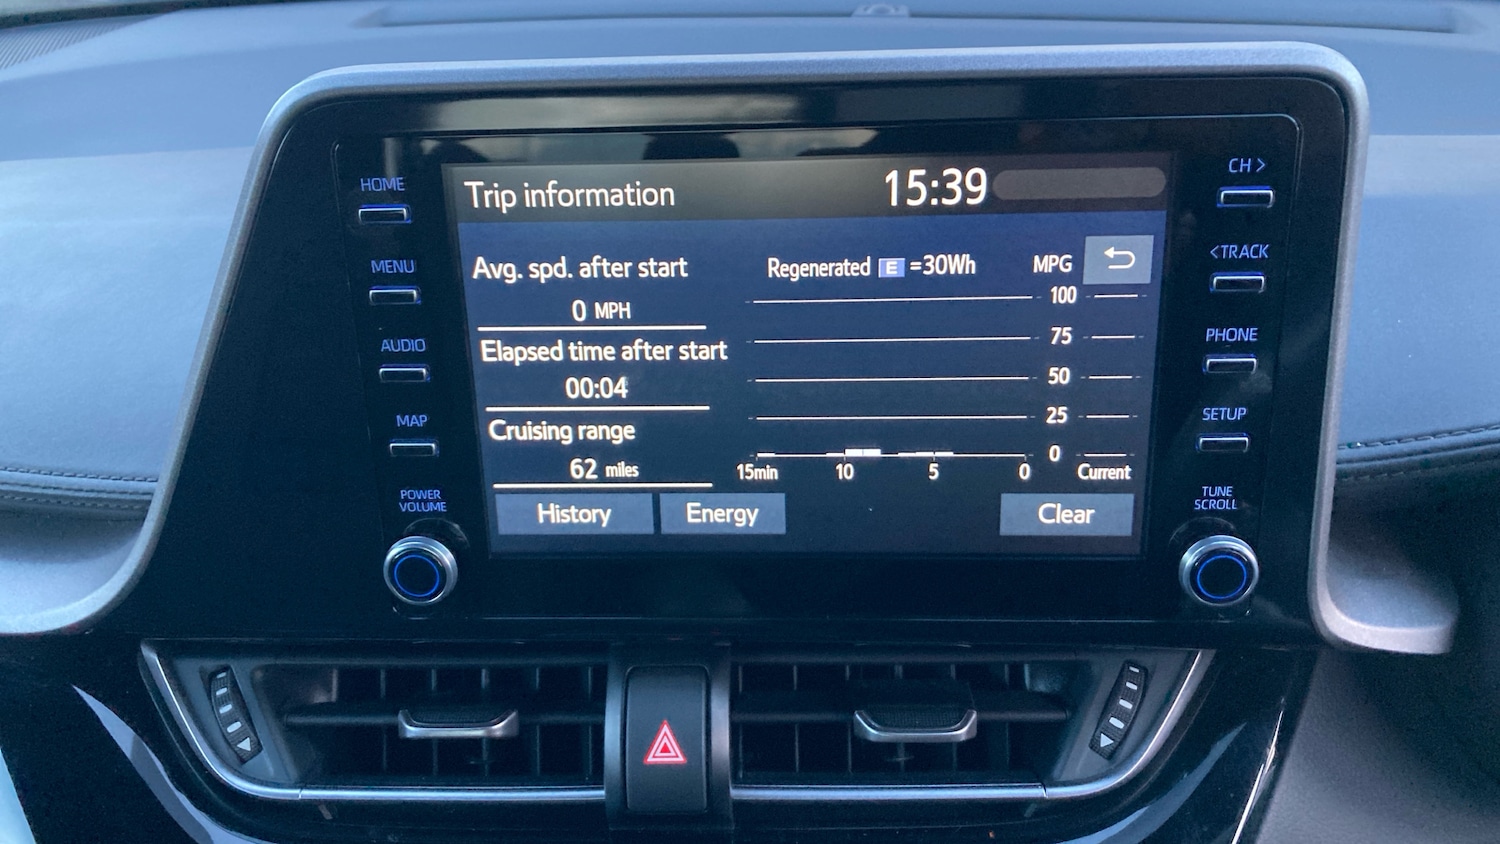 Trip information 15:39
Avg. spd. after start
0 MPH
Elapsed time after start
00:04
Cruising range
62 miles
History Energy
Regenerated E =30Wh MPG
100
75
50
25
0
15min 10 5 0 Current
Clear
HOME
MENU
AUDIO
MAP
POWER
VOLUME
CH >
<TRACK
PHONE
SETUP
TUNE
SCROLL